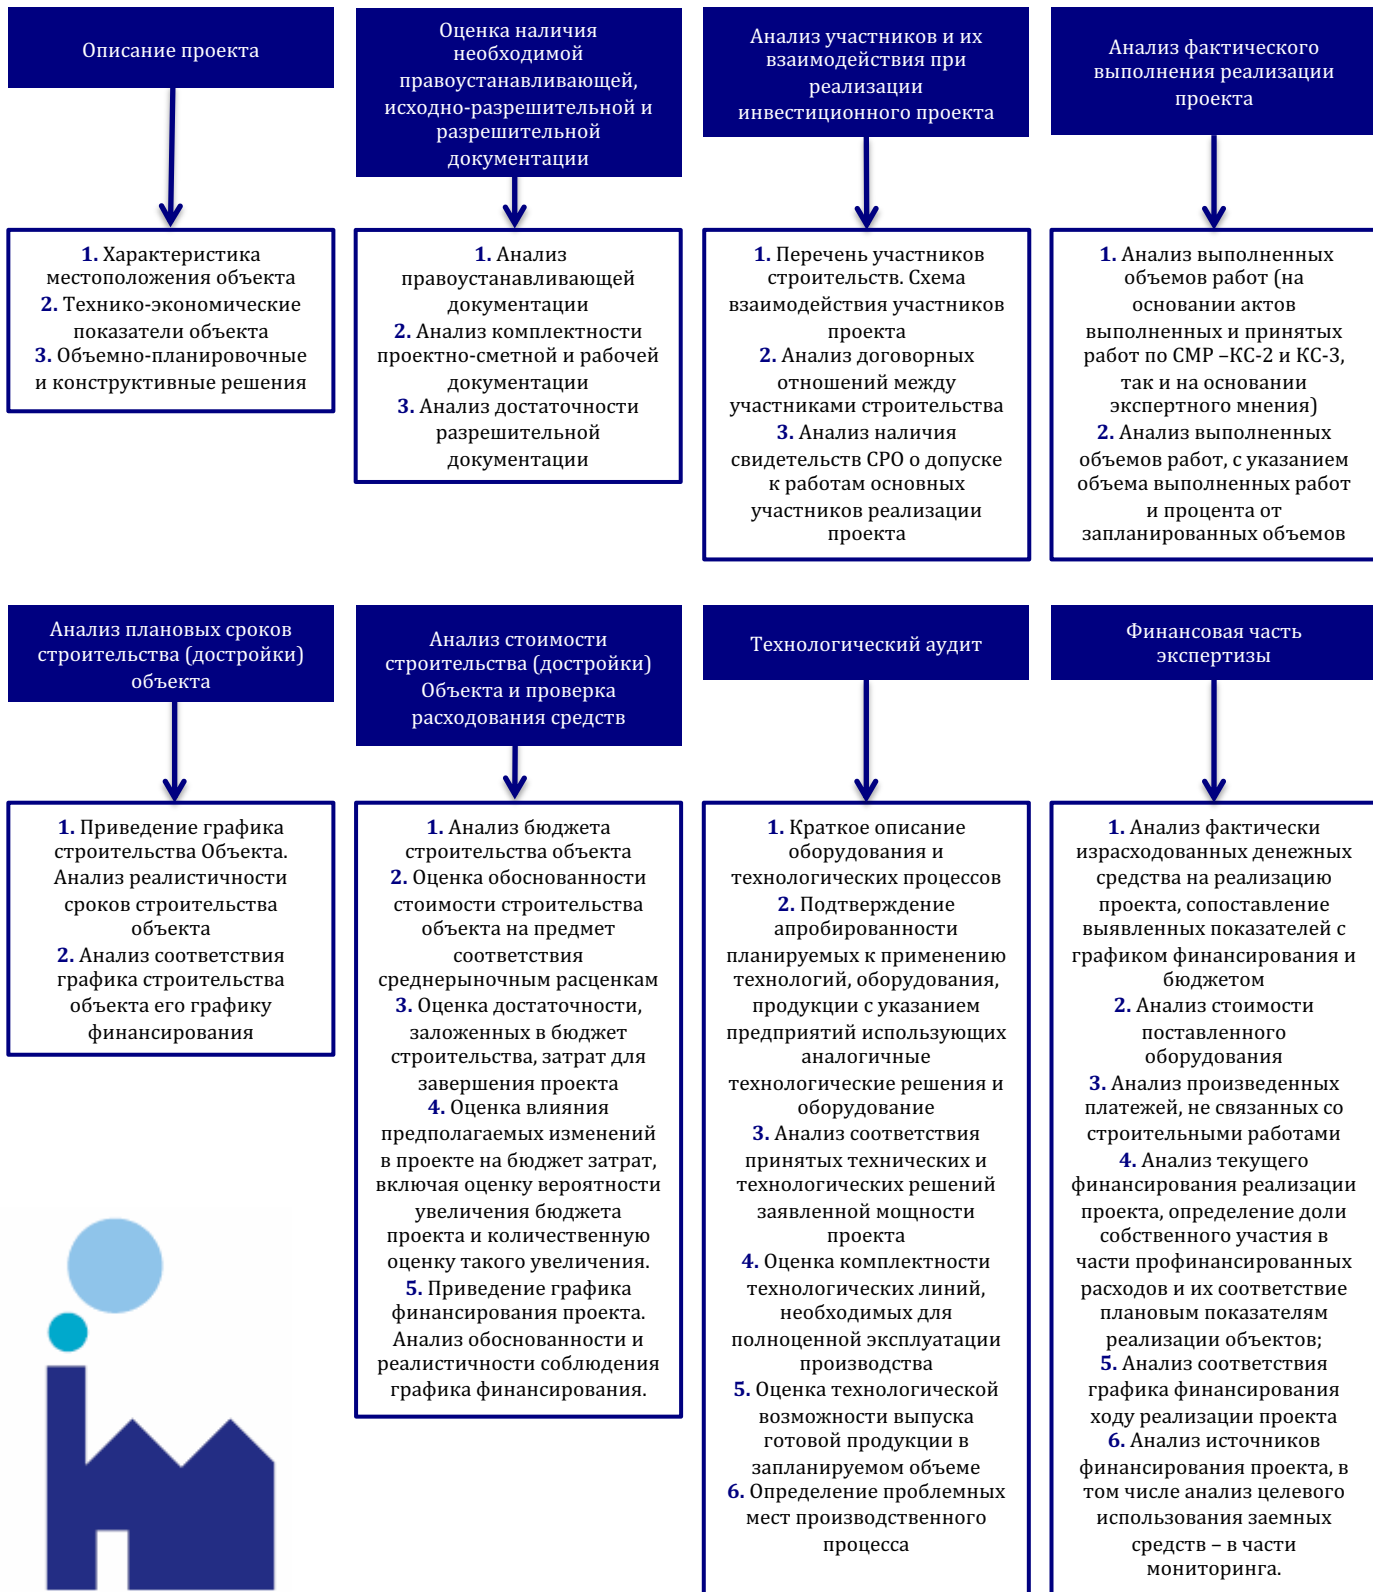 Описание проекта
Оценка наличия
необходимой
правоустанавливающей,
исходно-разрешительной и
разрешительной
документации
Анализ участников и их
взаимодействия при
реализации
инвестиционного проекта
Анализ фактического
выполнения реализации
проекта
1. Характеристика
местоположения объекта
2. Технико-экономические
показатели объекта
3. Объемно-планировочные
и конструктивные решения
1. Анализ
правоустанавливающей
документации
2. Анализ комплектности
проектно-сметной и рабочей
документации
3. Анализ достаточности
разрешительной
документации
1. Перечень участников
строительств. Схема
взаимодействия участников
проекта
2. Анализ договорных
отношений между
участниками строительства
3. Анализ наличия
свидетельств СРО о допуске
к работам основных
участников реализации
проекта
1. Анализ выполненных
объемов работ (на
основании актов
выполненных и принятых
работ по СМР –КС-2 и КС-3,
так и на основании
экспертного мнения)
2. Анализ выполненных
объемов работ, с указанием
объема выполненных работ
и процента от
запланированных объемов
Анализ плановых сроков
строительства (достройки)
объекта
Анализ стоимости
строительства (достройки)
Объекта и проверка
расходования средств
Технологический аудит
Финансовая часть
экспертизы
1. Приведение графика
строительства Объекта.
Анализ реалистичности
сроков строительства
объекта
2. Анализ соответствия
графика строительства
объекта его графику
финансирования
1. Анализ бюджета
строительства объекта
2. Оценка обоснованности
стоимости строительства
объекта на предмет
соответствия
среднерыночным расценкам
3. Оценка достаточности,
заложенных в бюджет
строительства, затрат для
завершения проекта
4. Оценка влияния
предполагаемых изменений
в проекте на бюджет затрат,
включая оценку вероятности
увеличения бюджета
проекта и количественную
оценку такого увеличения.
5. Приведение графика
финансирования проекта.
Анализ обоснованности и
реалистичности соблюдения
графика финансирования.
1. Краткое описание
оборудования и
технологических процессов
2. Подтверждение
апробированности
планируемых к применению
технологий, оборудования,
продукции с указанием
предприятий использующих
аналогичные
технологические решения и
оборудование
3. Анализ соответствия
принятых технических и
технологических решений
заявленной мощности
проекта
4. Оценка комплектности
технологических линий,
необходимых для
полноценной эксплуатации
производства
5. Оценка технологической
возможности выпуска
готовой продукции в
запланируемом объеме
6. Определение проблемных
мест производственного
процесса
1. Анализ фактически
израсходованных денежных
средства на реализацию
проекта, сопоставление
выявленных показателей с
графиком финансирования и
бюджетом
2. Анализ стоимости
поставленного
оборудования
3. Анализ произведенных
платежей, не связанных со
строительными работами
4. Анализ текущего
финансирования реализации
проекта, определение доли
собственного участия в
части профинансированных
расходов и их соответствие
плановым показателям
реализации объектов;
5. Анализ соответствия
графика финансирования
ходу реализации проекта
6. Анализ источников
финансирования проекта, в
том числе анализ целевого
использования заемных
средств – в части
мониторинга.